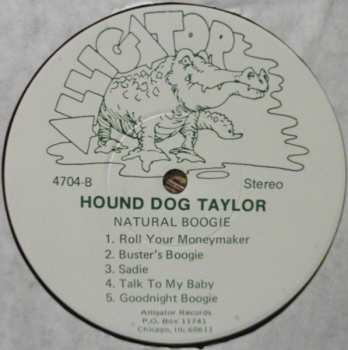 ALLIGATOR
4704-B
Stereo
HOUND DOG TAYLOR
NATURAL BOOGIE
1. Roll Your Moneymaker
2. Buster's Boogie
3. Sadie
4. Talk To My Baby
5. Goodnight Boogie
Alligator Records
P.O. Box 11741
Chicago, Ill. 60611